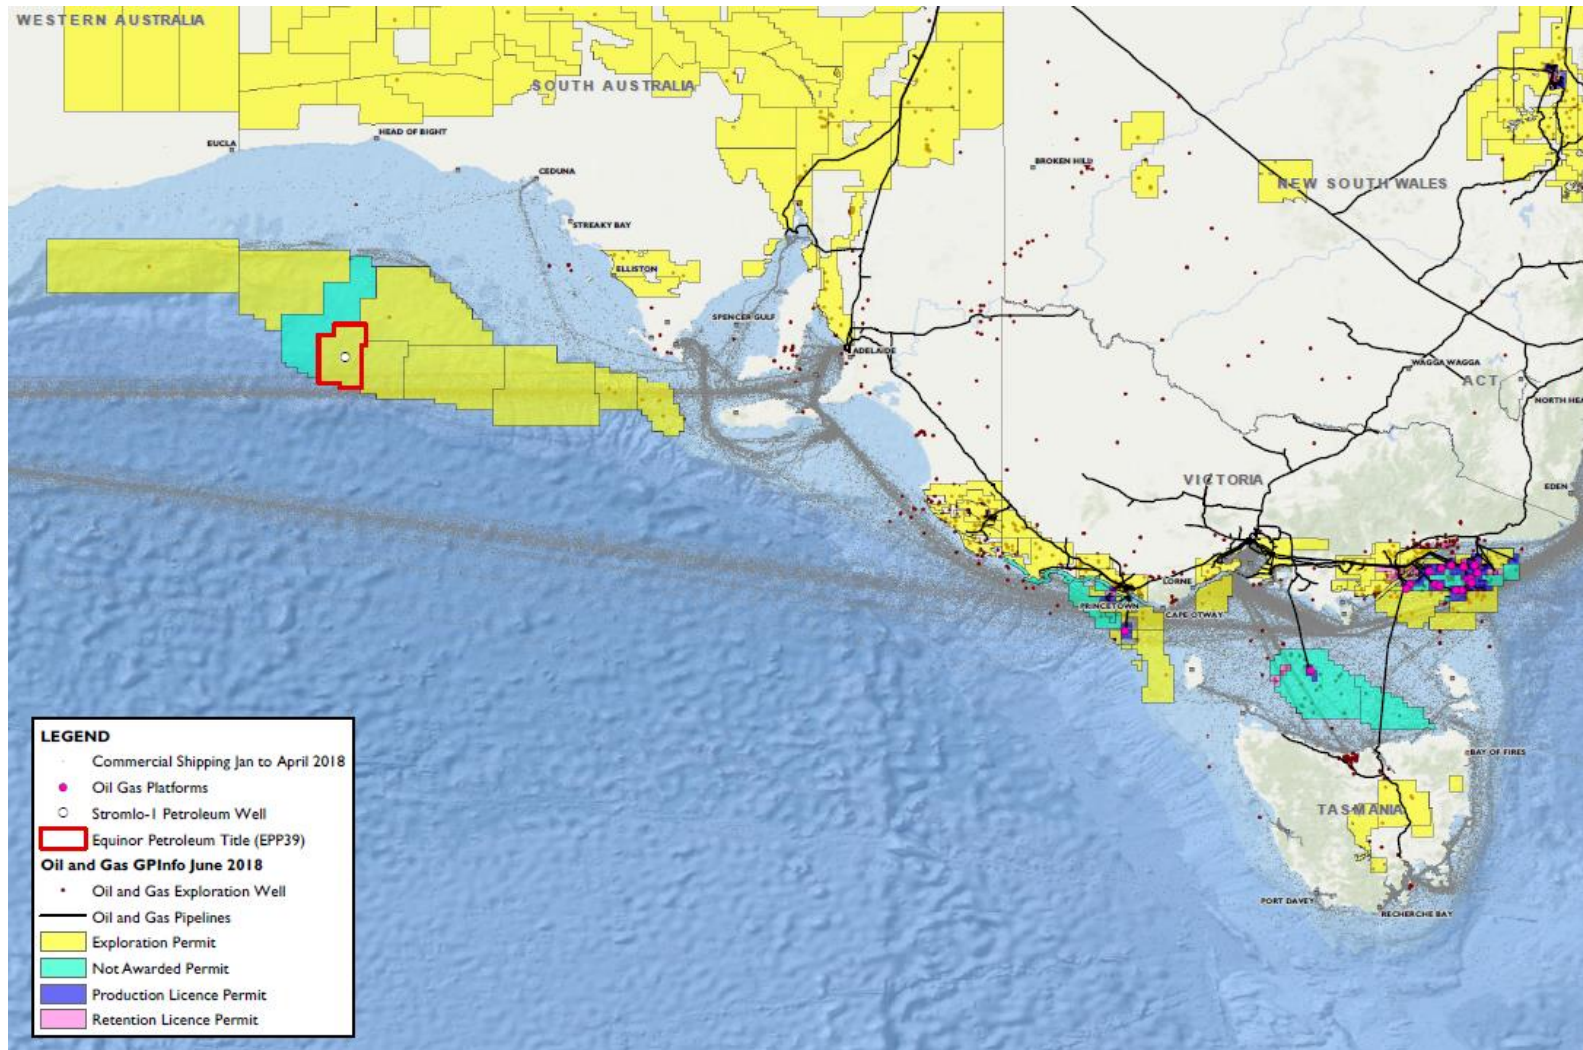 WESTERN AUSTRALIA
SOUTH AUSTRALIA
HEAD OF BIGHT
EUCLA
CEDUNA
BROKEN HILL
NEW SOUTH WALES
STREAKY BAY
ELLISTON
SPENCER GULF
ADELAIDE
WAGGA WAGGA
ACT
NORTH HEA
VICTORIA
EDEN
LORNE
PRINCETOWN
CAPE OTWAY
BAY OF FIRES
TASMANIA
PORT DAVEY
RECHERCHE BAY
LEGEND
Commercial Shipping Jan to April 2018
Oil Gas Platforms
Stromlo-1 Petroleum Well
Equinor Petroleum Title (EPP39)
Oil and Gas GPInfo June 2018
Oil and Gas Exploration Well
Oil and Gas Pipelines
Exploration Permit
Not Awarded Permit
Production Licence Permit
Retention Licence Permit